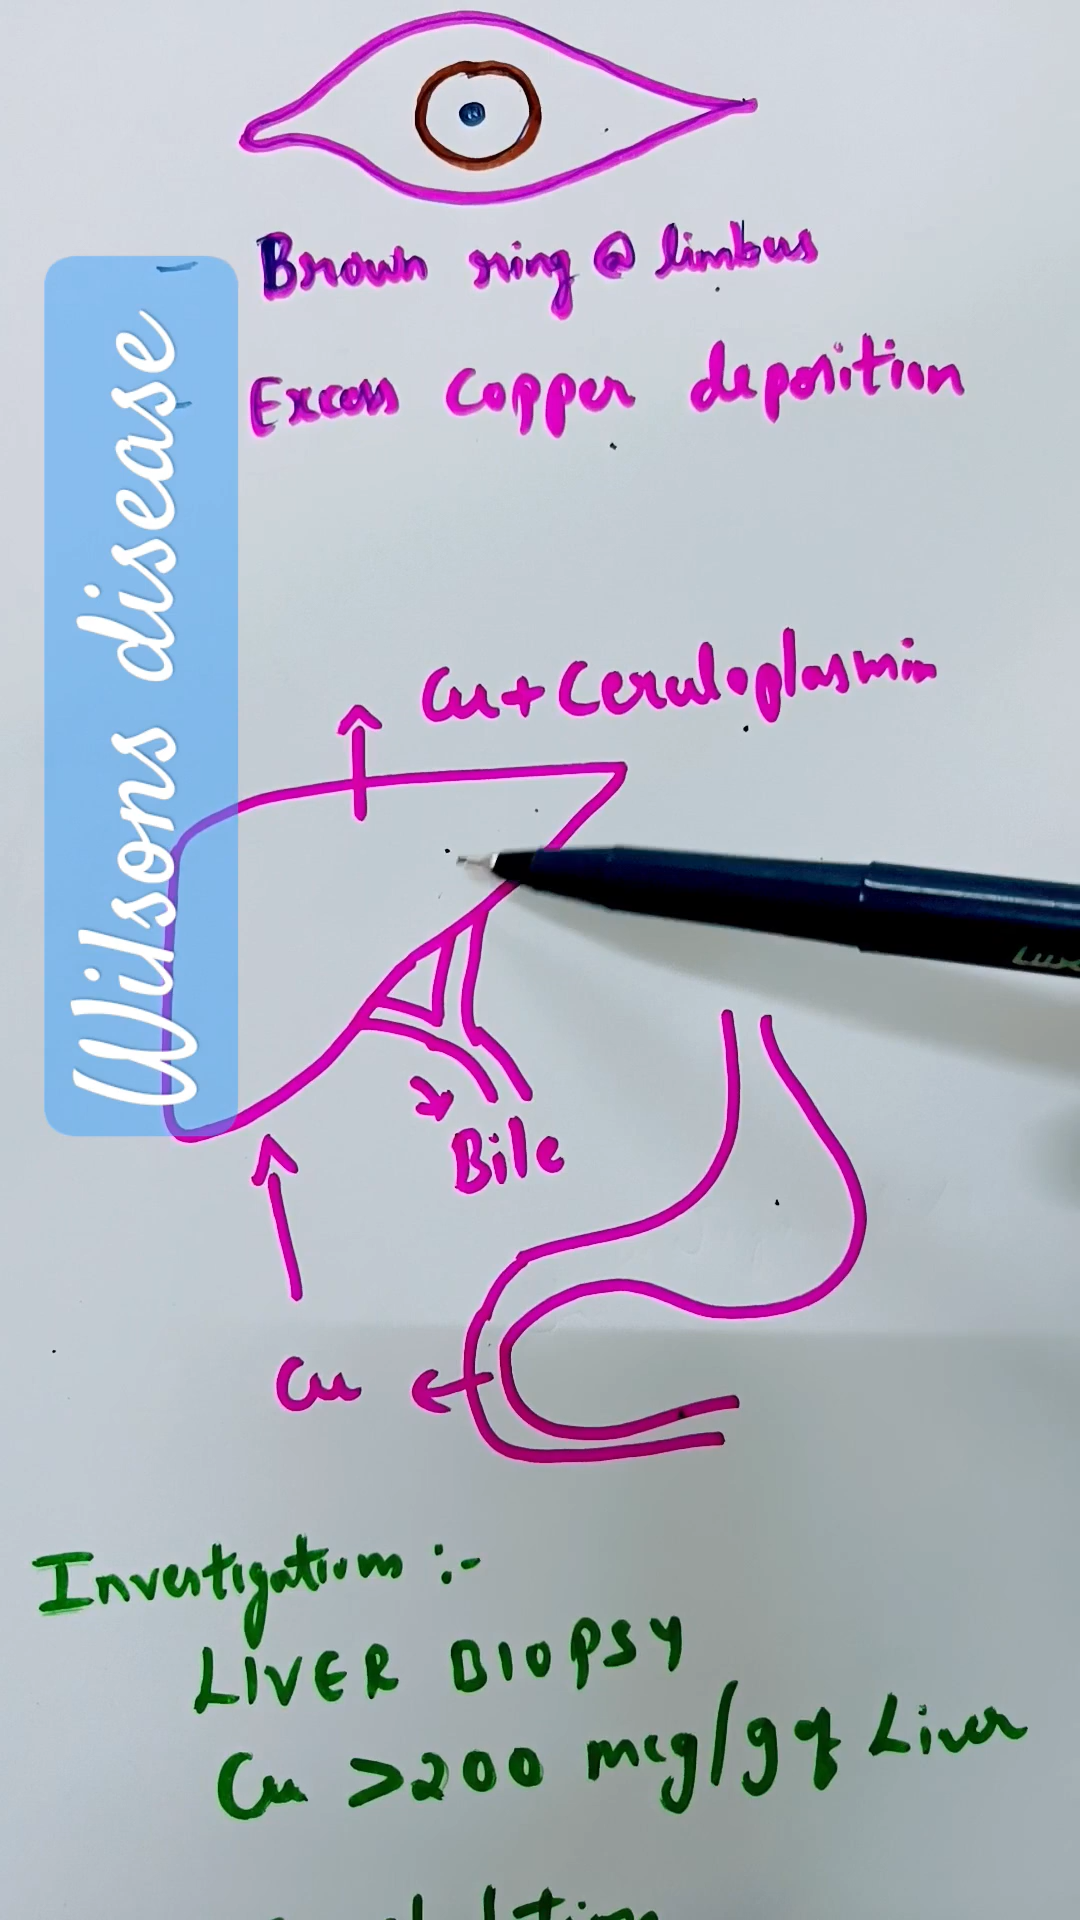 Brown ring @ limbus
Excess Copper deposition
Wilsons disease
Cu + Ceruloplasmin
Bile
Cu
Investigations :-
LIVER BIOPSY
Cu >200 mcg/g of Liver